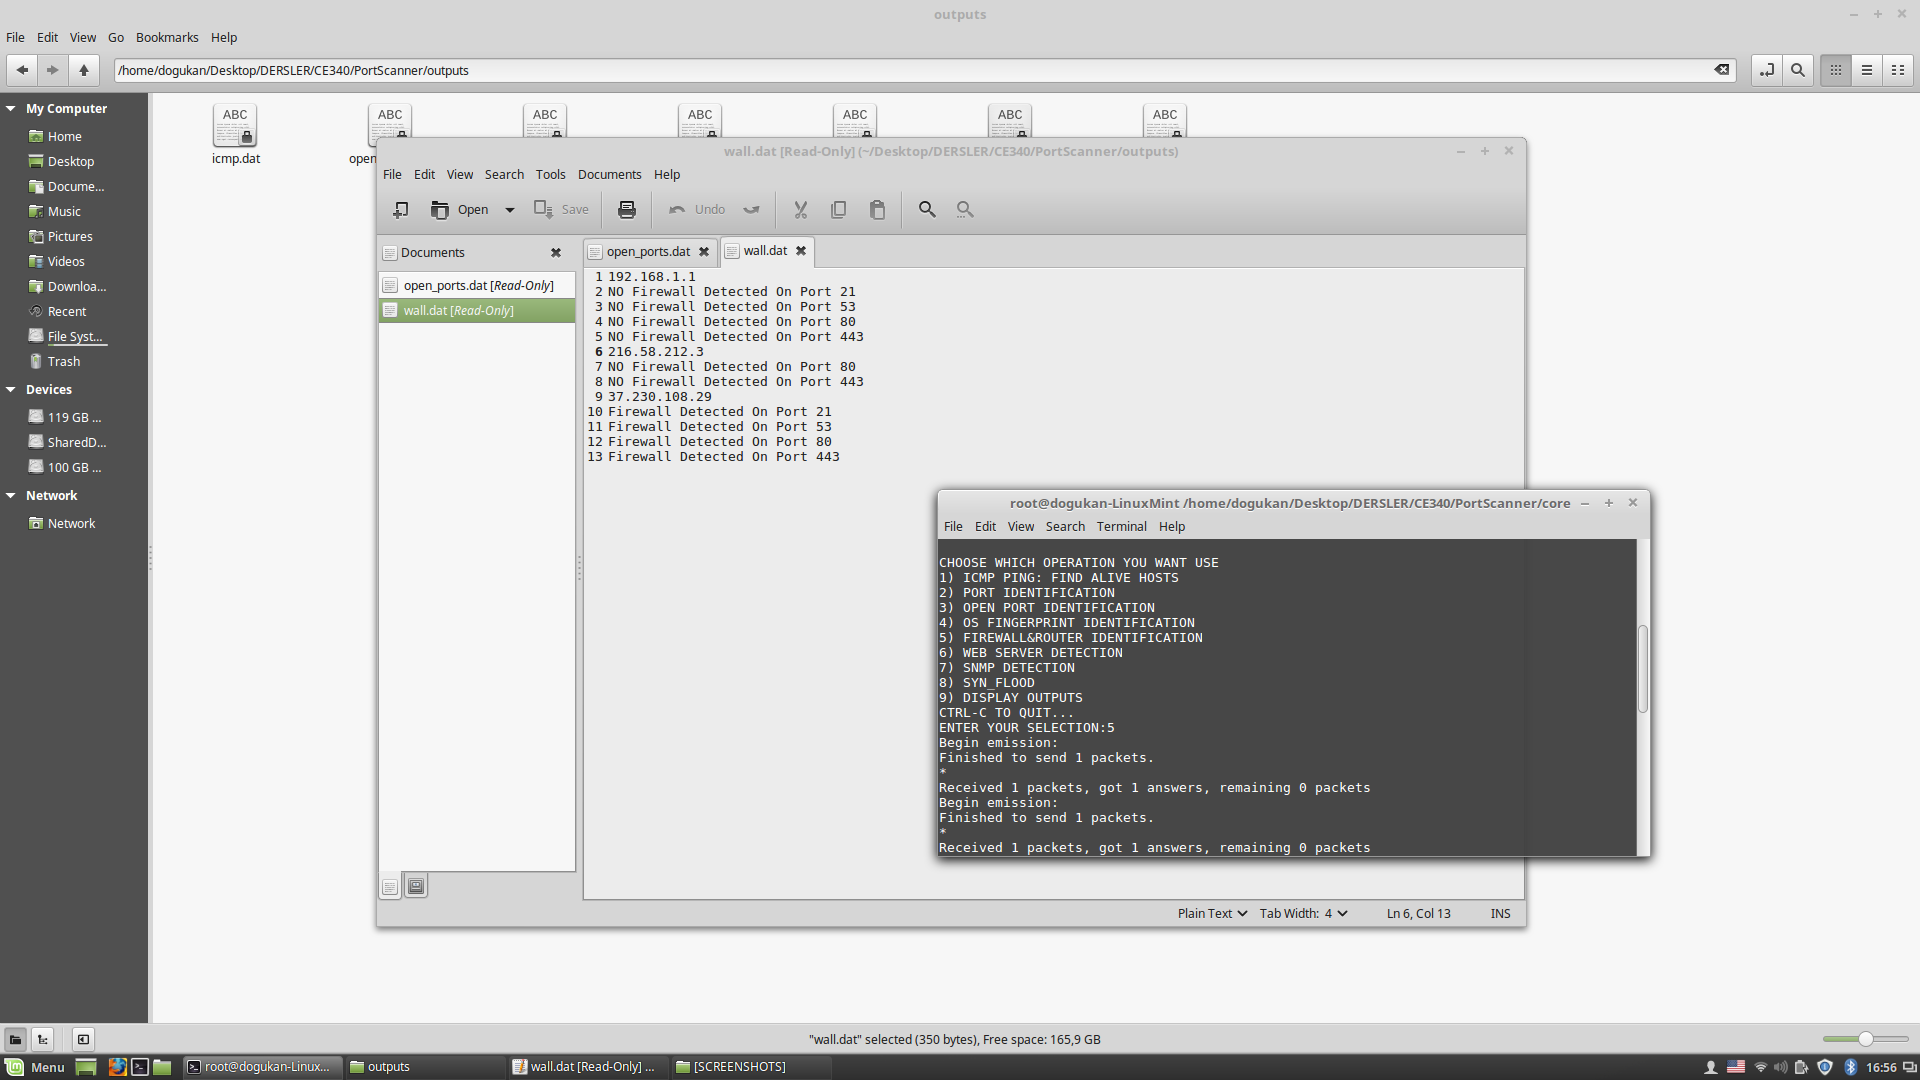 outputs
File Edit View Go Bookmarks Help
/home/dogukan/Desktop/DERSLER/CE340/PortScanner/outputs
My Computer
Home
Desktop
Docume...
Music
Pictures
Videos
Downloa...
Recent
File Syst...
Trash
Devices
119 GB ...
SharedD...
100 GB ...
Network
Network
ABC ABC ABC ABC ABC ABC ABC
icmp.dat open
wall.dat [Read-Only] (~/Desktop/DERSLER/CE340/PortScanner/outputs)
File Edit View Search Tools Documents Help
Open Save Undo
Documents
open_ports.dat [Read-Only]
wall.dat [Read-Only]
open_ports.dat wall.dat
1 192.168.1.1
2 NO Firewall Detected On Port 21
3 NO Firewall Detected On Port 53
4 NO Firewall Detected On Port 80
5 NO Firewall Detected On Port 443
6 216.58.212.3
7 NO Firewall Detected On Port 80
8 NO Firewall Detected On Port 443
9 37.230.108.29
10 Firewall Detected On Port 21
11 Firewall Detected On Port 53
12 Firewall Detected On Port 80
13 Firewall Detected On Port 443
root@dogukan-LinuxMint /home/dogukan/Desktop/DERSLER/CE340/PortScanner/core
File Edit View Search Terminal Help
CHOOSE WHICH OPERATION YOU WANT USE
1) ICMP PING: FIND ALIVE HOSTS
2) PORT IDENTIFICATION
3) OPEN PORT IDENTIFICATION
4) OS FINGERPRINT IDENTIFICATION
5) FIREWALL&ROUTER IDENTIFICATION
6) WEB SERVER DETECTION
7) SNMP DETECTION
8) SYN_FLOOD
9) DISPLAY OUTPUTS
CTRL-C TO QUIT...
ENTER YOUR SELECTION:5
Begin emission:
Finished to send 1 packets.
*
Received 1 packets, got 1 answers, remaining 0 packets
Begin emission:
Finished to send 1 packets.
*
Received 1 packets, got 1 answers, remaining 0 packets
Plain Text Tab Width: 4 Ln 6, Col 13 INS
"wall.dat" selected (350 bytes), Free space: 165,9 GB
Menu root@dogukan-Linux... outputs wall.dat [Read-Only] ... [SCREENSHOTS] 16:56